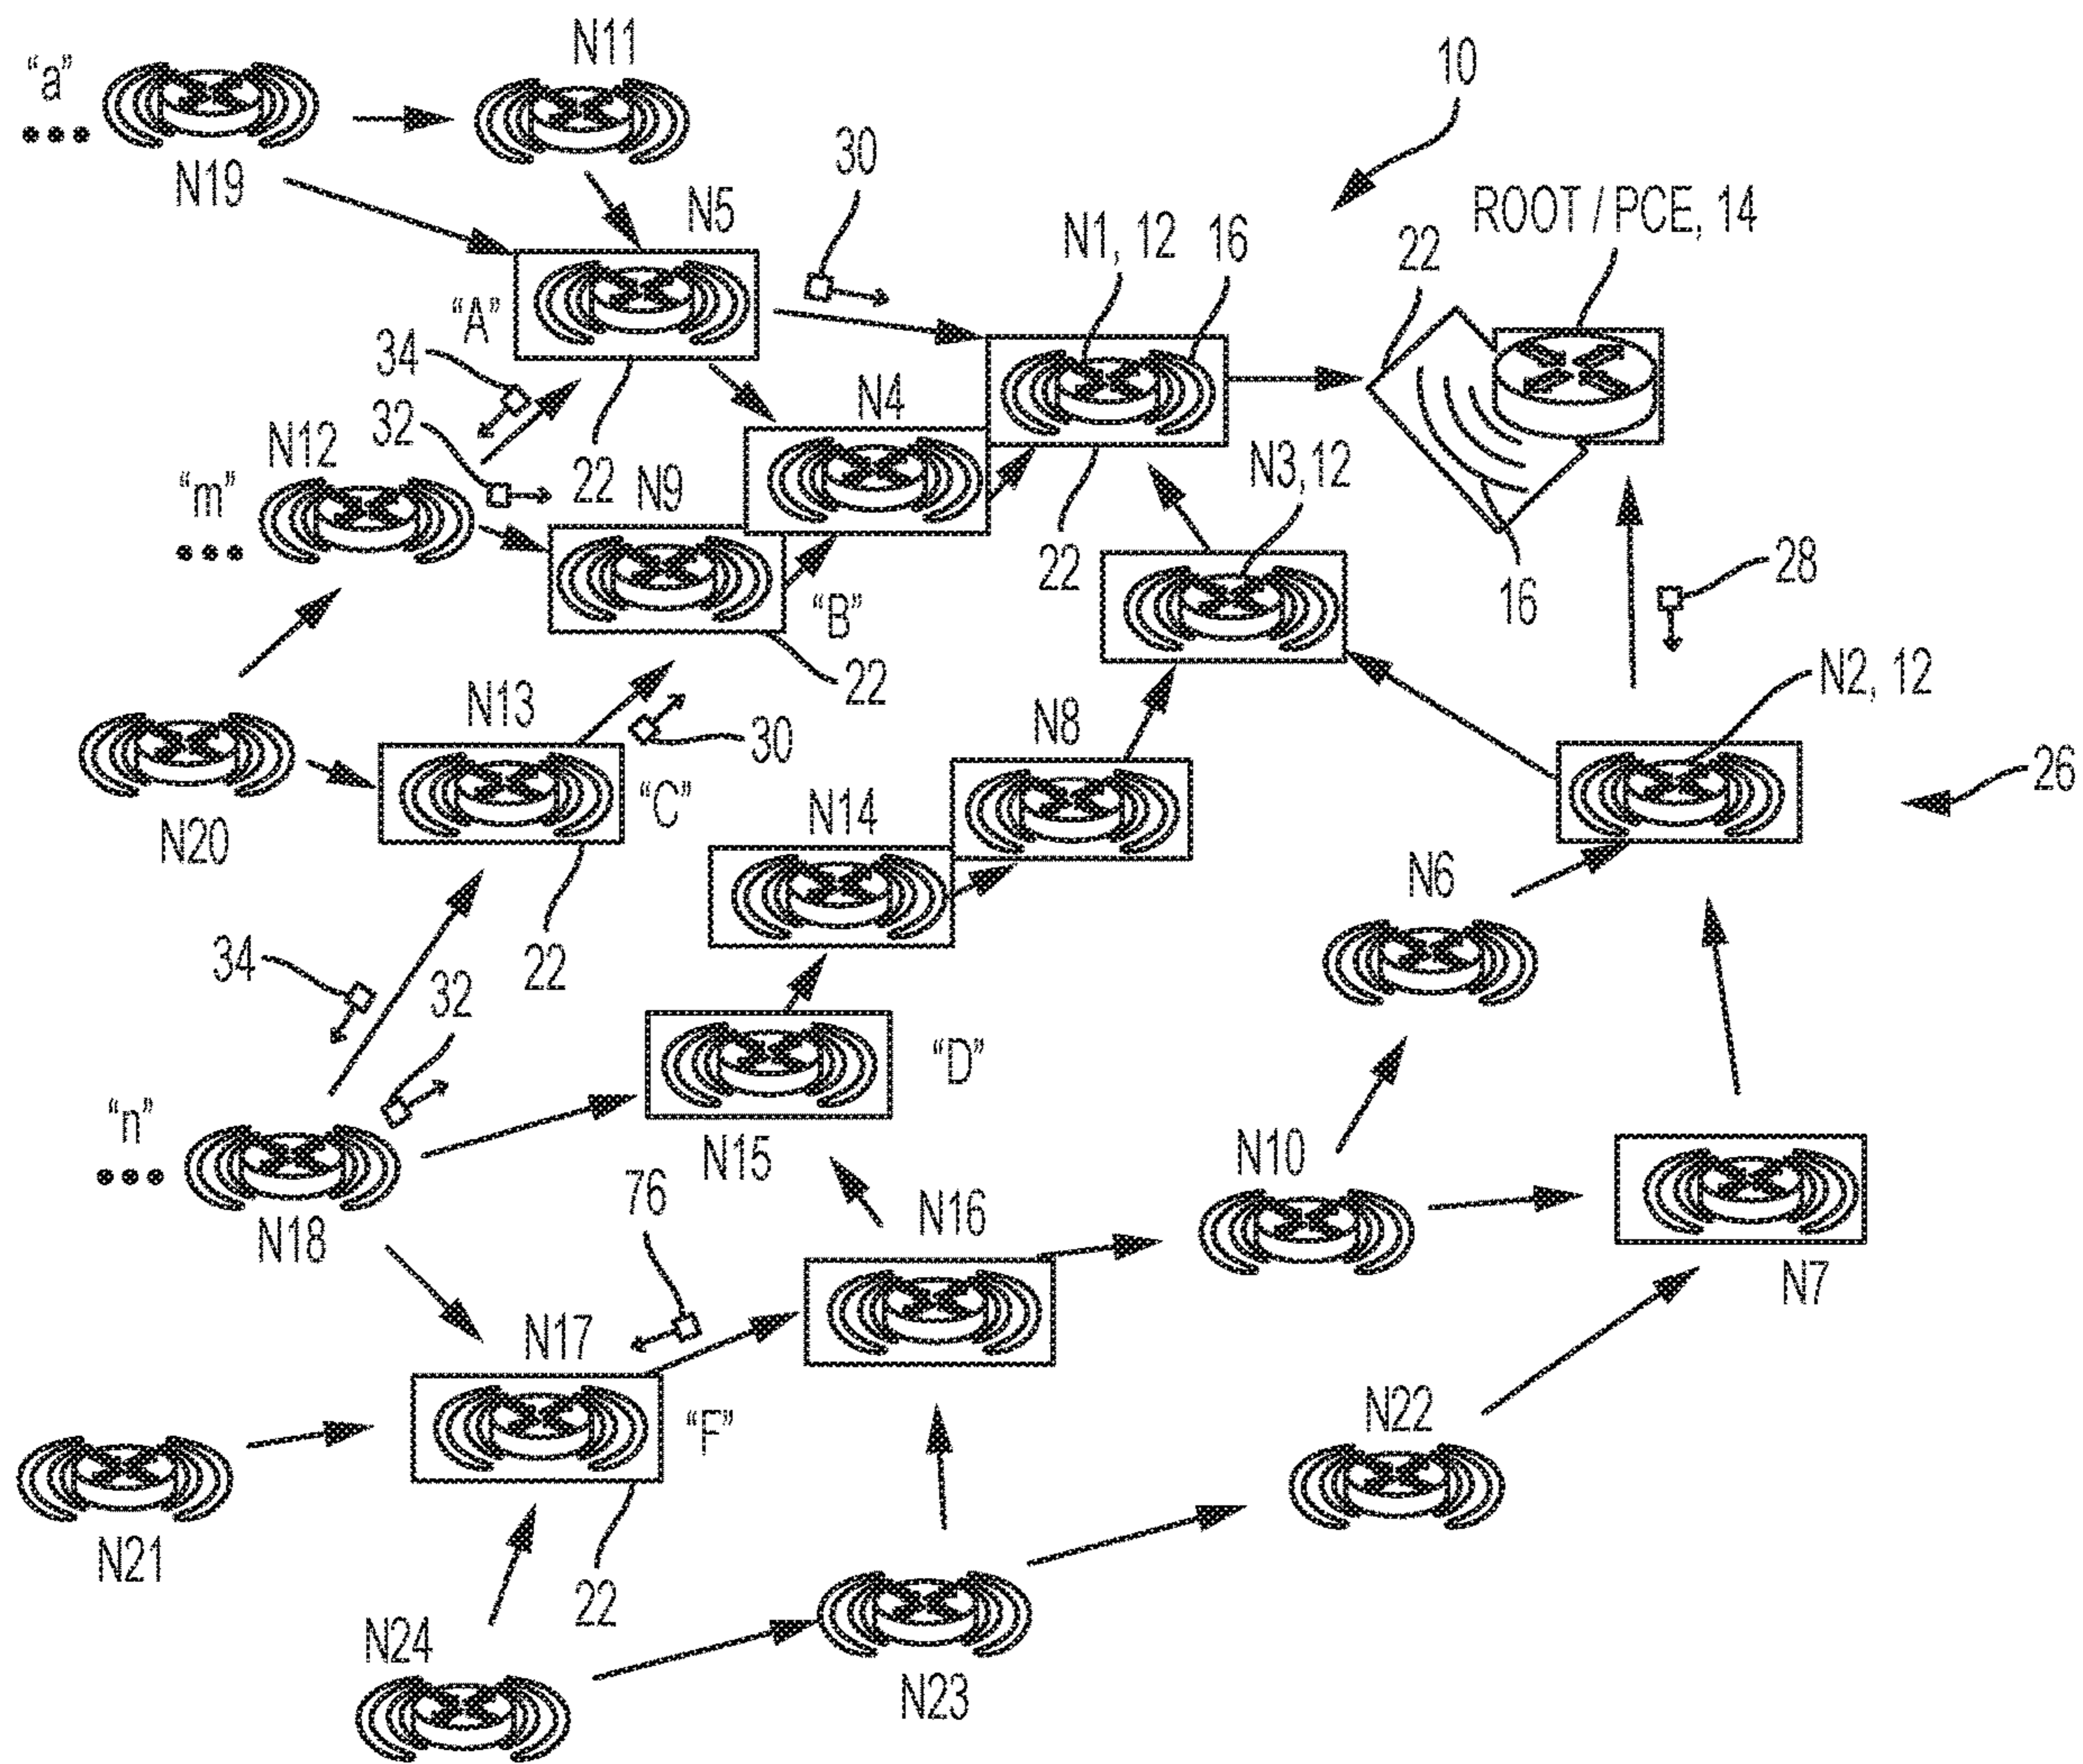 N11
10
"a"
30
N19
N5
ROOT / PCE, 14
N1, 12
16
22
"A"
34
N4
32
N12
22
N9
N3, 12
"m"
22
28
16
"B"
22
N2, 12
N13
N8
30
26
"C"
N20
N14
N6
34
32
22
"D"
"n"
N15
N10
76
N16
N18
N7
N17
N22
"F"
N21
22
N24
N23